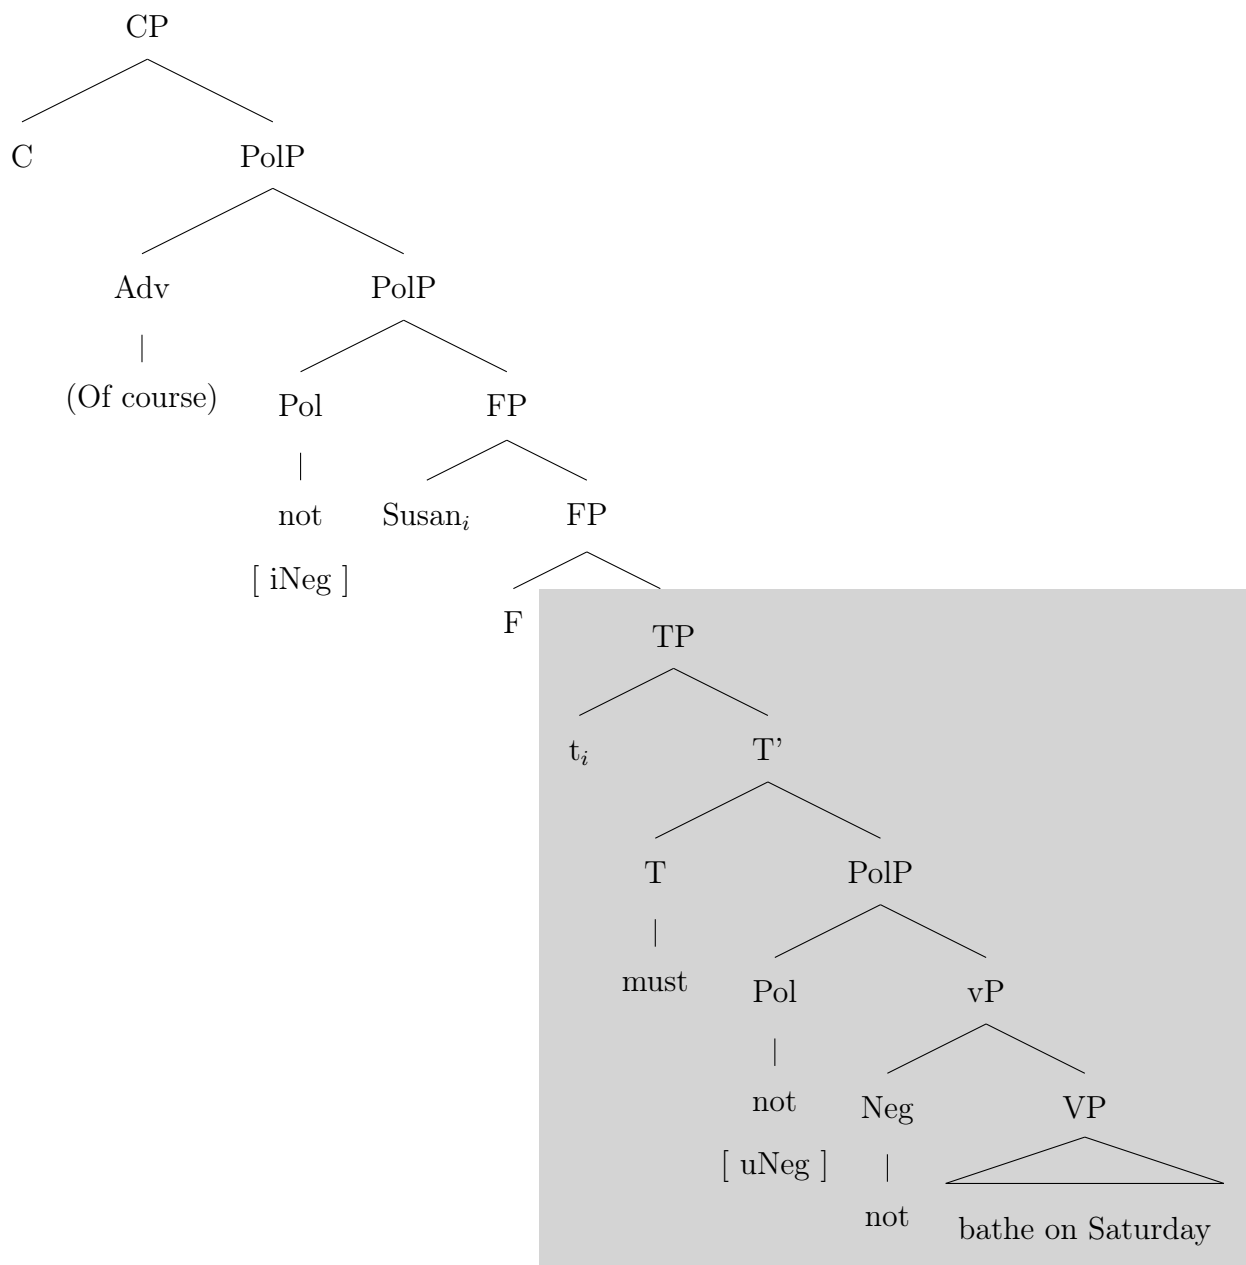 CP
C PolP
Adv PolP
(Of course) Pol FP
not Susan_i FP
[ iNeg ] F TP
t_i T’
T PolP
must Pol vP
not Neg VP
[ uNeg ] not bathe on Saturday